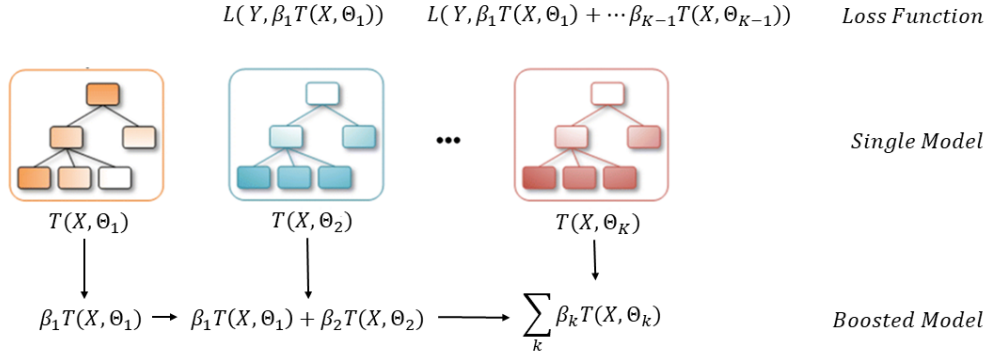 L( Y, β₁T(X, Θ₁)) L( Y, β₁T(X, Θ₁) + ⋯ β_{K−1}T(X, Θ_{K−1})) Loss Function
••• Single Model
T(X, Θ₁) T(X, Θ₂) T(X, Θ_K)
β₁T(X, Θ₁) β₁T(X, Θ₁) + β₂T(X, Θ₂) ∑_k β_kT(X, Θ_k) Boosted Model